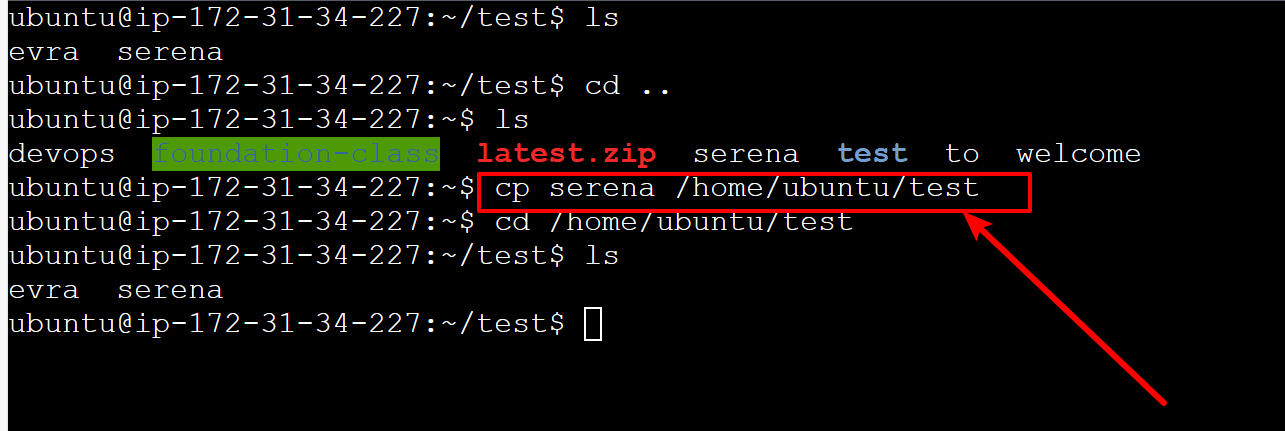 ubuntu@ip-172-31-34-227:~/test$ ls
evra  serena
ubuntu@ip-172-31-34-227:~/test$ cd ..
ubuntu@ip-172-31-34-227:~$ ls
devops  foundation-class  latest.zip  serena  test  to  welcome
ubuntu@ip-172-31-34-227:~$ cp serena /home/ubuntu/test
ubuntu@ip-172-31-34-227:~$ cd /home/ubuntu/test
ubuntu@ip-172-31-34-227:~/test$ ls
evra  serena
ubuntu@ip-172-31-34-227:~/test$